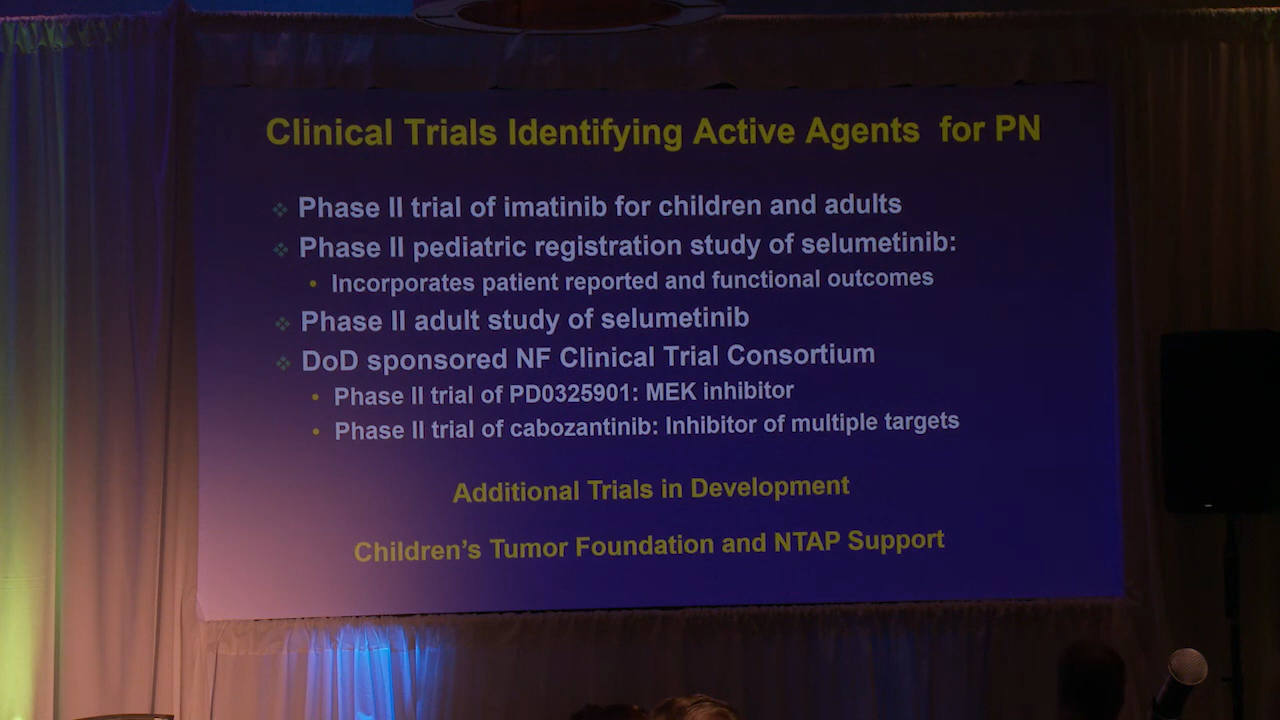 Clinical Trials Identifying Active Agents for PN
Phase II trial of imatinib for children and adults
Phase II pediatric registration study of selumetinib:
Incorporates patient reported and functional outcomes
Phase II adult study of selumetinib
DoD sponsored NF Clinical Trial Consortium
Phase II trial of PD0325901: MEK inhibitor
Phase II trial of cabozantinib: Inhibitor of multiple targets
Additional Trials in Development
Children's Tumor Foundation and NTAP Support